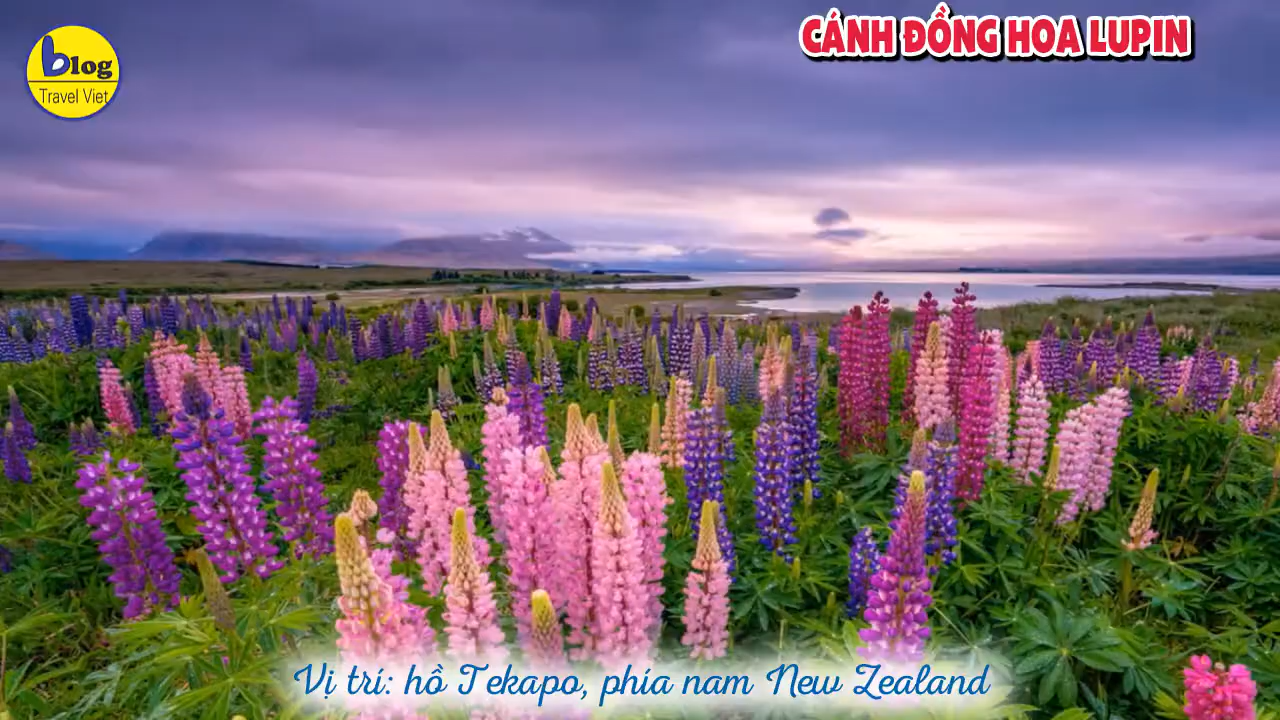 CÁNH ĐỒNG HOA LUPIN
blog
Travel Viet
Vị trí: hồ Tekapo, phía nam New Zealand